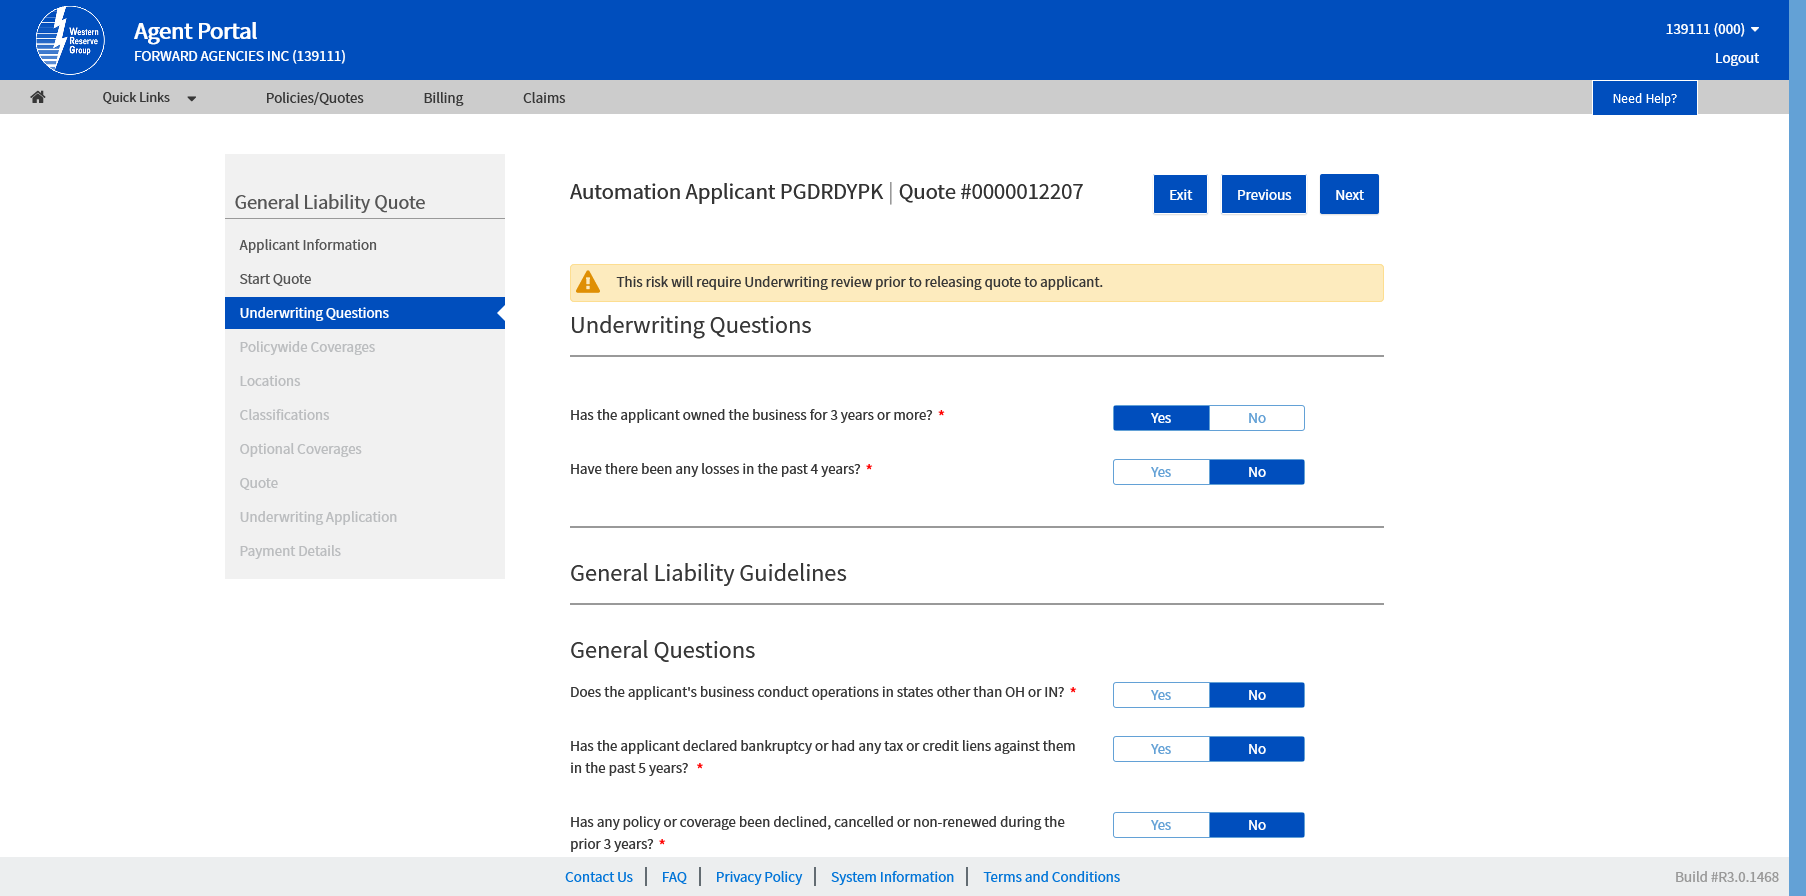 Western
Reserve
Group
Agent Portal
FORWARD AGENCIES INC (139111)
139111 (000)
Logout
Quick Links
Policies/Quotes
Billing
Claims
Need Help?
General Liability Quote
Applicant Information
Start Quote
Underwriting Questions
Policywide Coverages
Locations
Classifications
Optional Coverages
Quote
Underwriting Application
Payment Details
Automation Applicant PGDRDYPK | Quote #0000012207
Exit
Previous
Next
This risk will require Underwriting review prior to releasing quote to applicant.
Underwriting Questions
Has the applicant owned the business for 3 years or more? *
Yes No
Have there been any losses in the past 4 years? *
Yes No
General Liability Guidelines
General Questions
Does the applicant's business conduct operations in states other than OH or IN? *
Yes No
Has the applicant declared bankruptcy or had any tax or credit liens against them
in the past 5 years? *
Yes No
Has any policy or coverage been declined, cancelled or non-renewed during the
prior 3 years? *
Yes No
Contact Us | FAQ | Privacy Policy | System Information | Terms and Conditions
Build #R3.0.1468